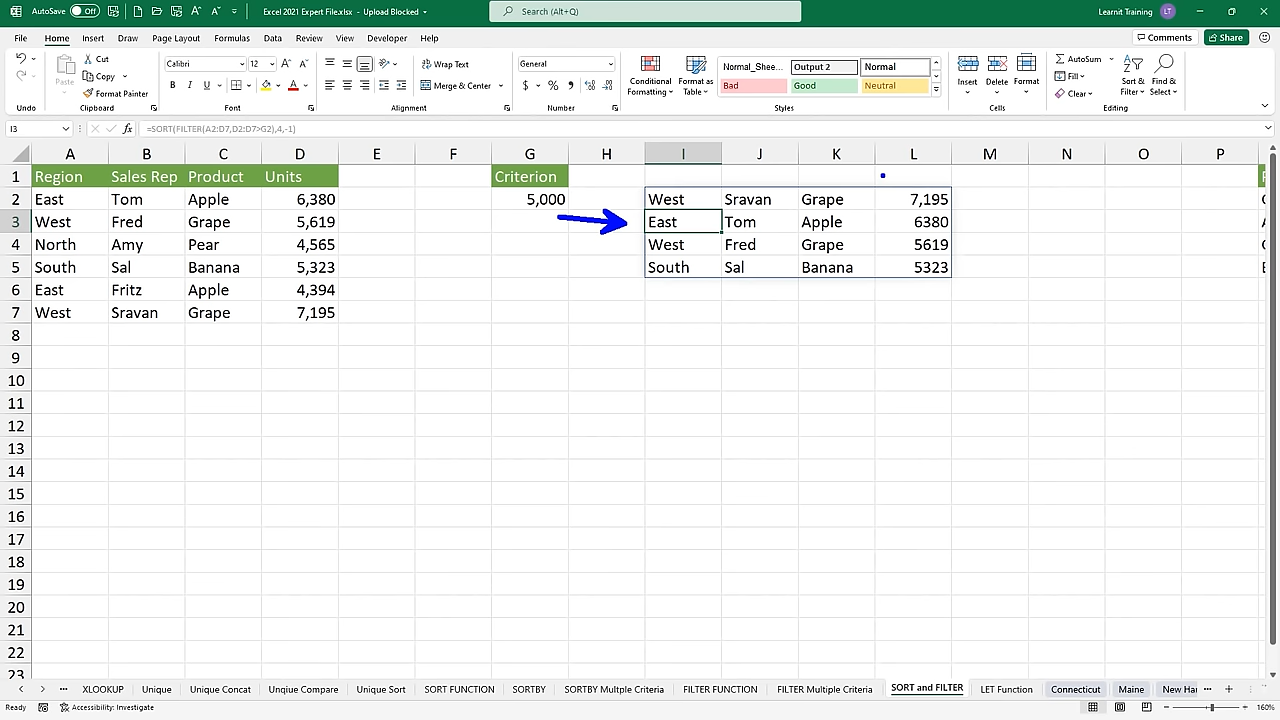 AutoSave Off Excel 2021 Expert File.xlsx - Upload Blocked Search (Alt+Q) Learnit Training LT
File Home Insert Draw Page Layout Formulas Data Review View Developer Help Comments Share
Cut Calibri 12 Wrap Text General Normal_Shee... Output 2 Normal AutoSum
Copy Fill
Paste Format Painter B I U Merge & Center $ % Conditional Formatting Format as Table Bad Good Neutral Insert Delete Format Clear Sort & Filter Find & Select
Undo Clipboard Font Alignment Number Styles Cells Editing
I3 fx =SORT(FILTER(A2:D7,D2:D7>G2),4,-1)
A B C D E F G H I J K L M N O P
1 Region Sales Rep Product Units Criterion
2 East Tom Apple 6,380 5,000 West Sravan Grape 7,195
3 West Fred Grape 5,619 East Tom Apple 6380
4 North Amy Pear 4,565 West Fred Grape 5619
5 South Sal Banana 5,323 South Sal Banana 5323
6 East Fritz Apple 4,394
7 West Sravan Grape 7,195
8
9
10
11
12
13
14
15
16
17
18
19
20
21
22
23
XLOOKUP Unique Unique Concat Unqiue Compare Unique Sort SORT FUNCTION SORTBY SORTBY Multple Criteria FILTER FUNCTION FILTER Multiple Criteria SORT and FILTER LET Function Connecticut Maine New Ha
Ready Accessibility: Investigate 160%